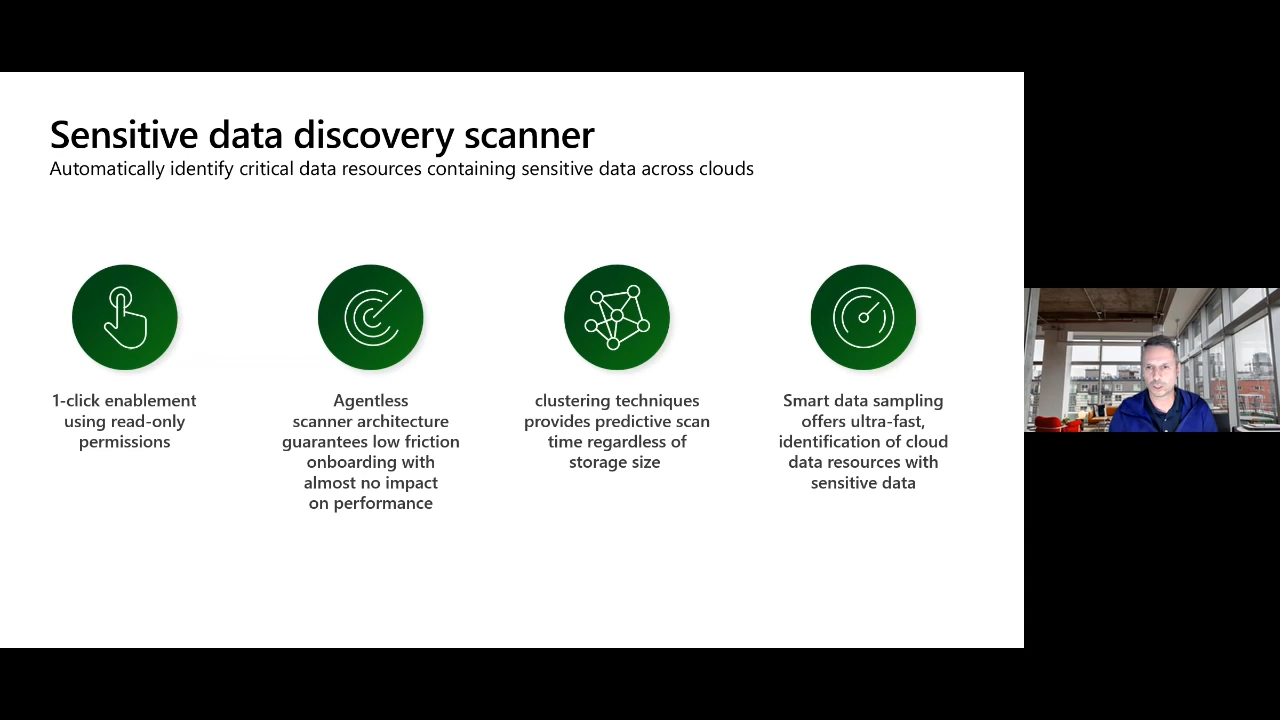 Sensitive data discovery scanner
Automatically identify critical data resources containing sensitive data across clouds
1-click enablement
using read-only
permissions
Agentless
scanner architecture
guarantees low friction
onboarding with
almost no impact
on performance
clustering techniques
provides predictive scan
time regardless of
storage size
Smart data sampling
offers ultra-fast,
identification of cloud
data resources with
sensitive data